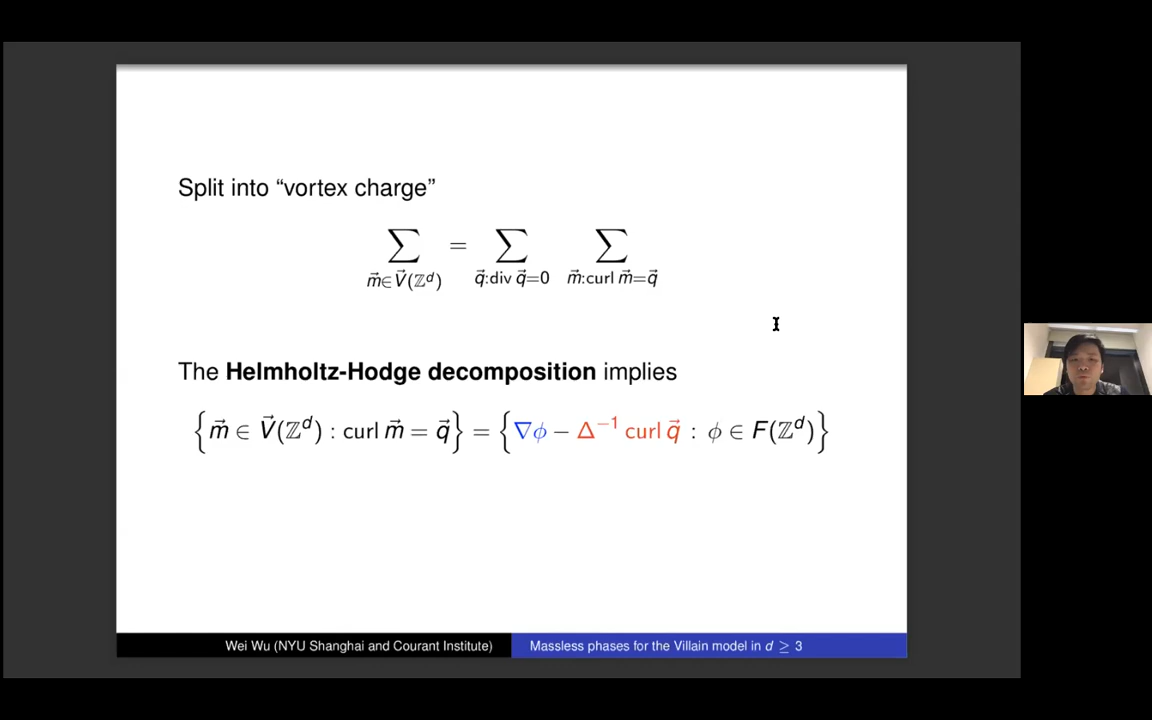 Split into “vortex charge”
∑ = ∑ ∑
m⃗∈V⃗(ℤᵈ) q⃗:div q⃗=0 m⃗:curl m⃗=q⃗
The Helmholtz-Hodge decomposition implies
{m⃗ ∈ V⃗(ℤᵈ) : curl m⃗ = q⃗} = {∇ϕ − Δ⁻¹ curl q⃗ : ϕ ∈ F(ℤᵈ)}
Wei Wu (NYU Shanghai and Courant Institute)
Massless phases for the Villain model in d ≥ 3